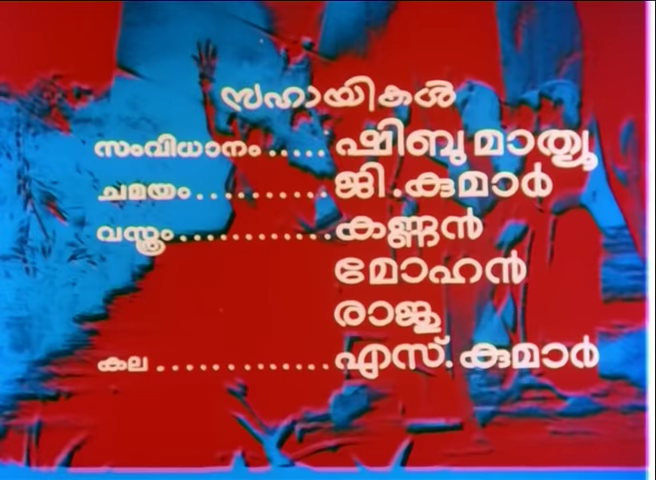 സഹായികൾ
സംവിധാനം ..... ഷിബു മാത്യൂ
ചമയം .......... ജി .കുമാർ
വസ്ത്രം ............ കണ്ണൻ
മോഹൻ
രാജു
കല ............. എസ്. കുമാർ